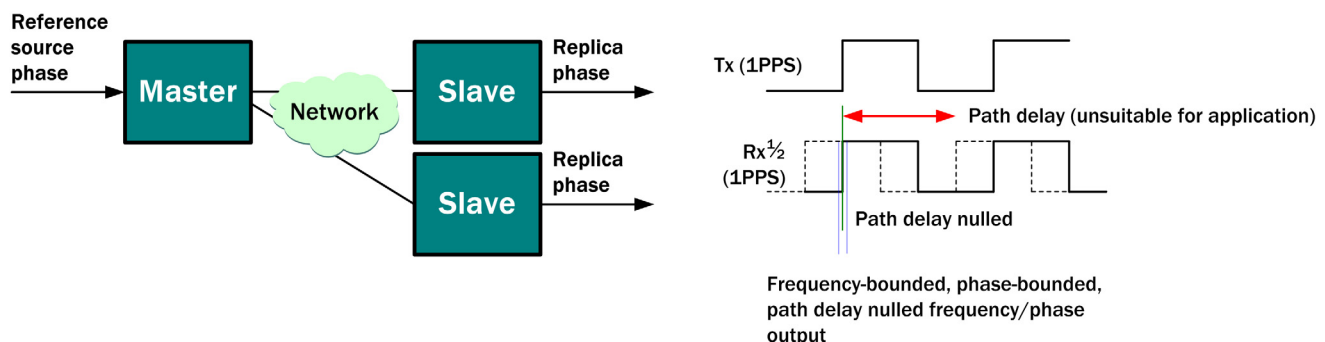 Reference
source
phase
Master
Network
Slave
Replica
phase
Slave
Replica
phase
Tx (1PPS)
Path delay (unsuitable for application)
Rx½
(1PPS)
Path delay nulled
Frequency-bounded, phase-bounded,
path delay nulled frequency/phase
output